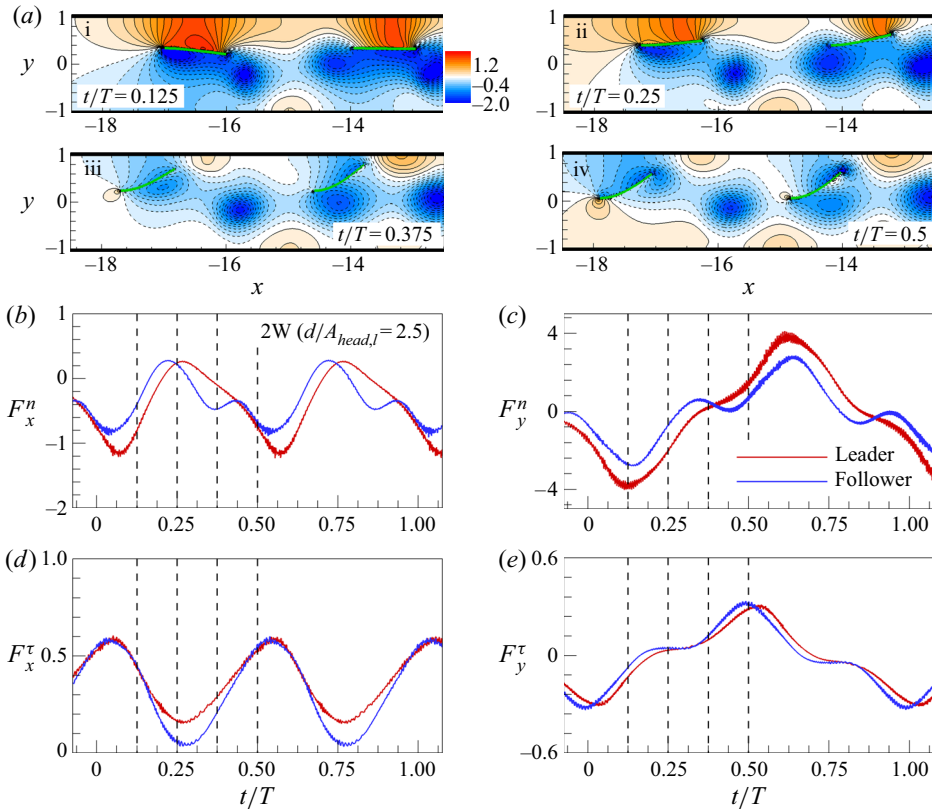 (a)
i
ii
1
y
0
−1
t/T = 0.125
t/T = 0.25
1.2
−0.4
−2.0
−18
−16
−14
−18
−16
−14
iii
iv
1
y
0
−1
t/T = 0.375
t/T = 0.5
−18
−16
−14
−18
−16
−14
x
x
(b)
2W (d/A_head,l = 2.5)
F_x^n
1
0
−1
−2
0
0.25
0.50
0.75
1.00
(c)
F_y^n
4
0
−4
Leader
Follower
0
0.25
0.50
0.75
1.00
(d)
F_x^τ
1.0
0.5
0
0
0.25
0.50
0.75
1.00
t/T
(e)
F_y^τ
0.6
0
−0.6
0
0.25
0.50
0.75
1.00
t/T